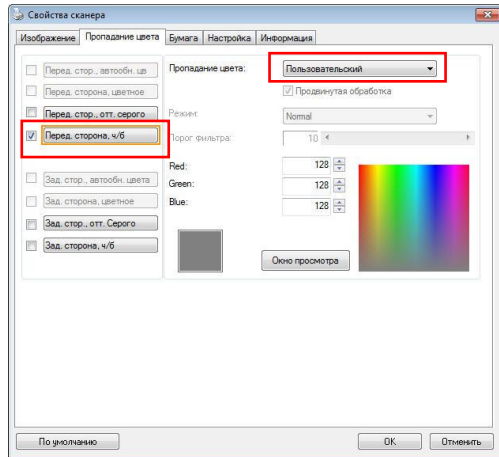 Свойства сканера
Изображение Пропадание цвета Бумага Настройка Информация
Перед. стор., автообн. цв
Перед. сторона, цветное
Перед. стор., отт. серого
Перед. сторона, ч/б
Зад. стор., автообн. цвета
Зад. сторона, цветное
Зад. стор., отт. Серого
Зад. сторона, ч/б
Пропадание цвета: Пользовательский
Продвинутая обработка
Режим: Normal
Порог фильтра: 10
Red: 128
Green: 128
Blue: 128
Окно просмотра
По умолчанию OK Отменить